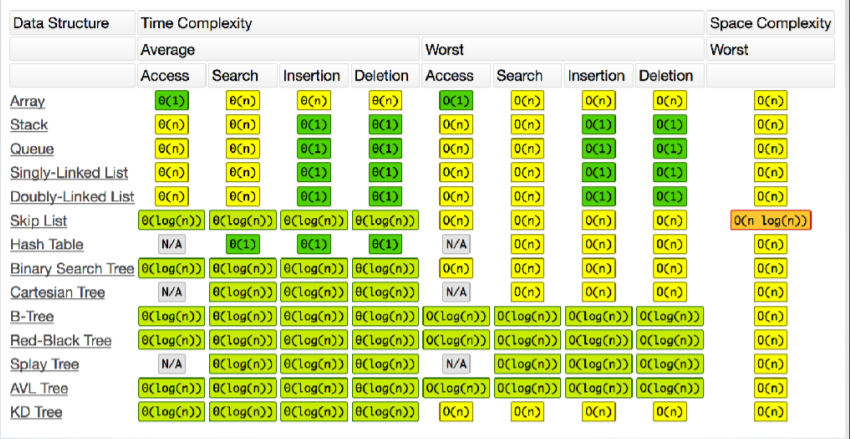 Data Structure Time Complexity Space Complexity
Average Worst Worst
Access Search Insertion Deletion Access Search Insertion Deletion
Array Θ(1) Θ(n) Θ(n) Θ(n) O(1) O(n) O(n) O(n) O(n)
Stack Θ(n) Θ(n) Θ(1) Θ(1) O(n) O(n) O(1) O(1) O(n)
Queue Θ(n) Θ(n) Θ(1) Θ(1) O(n) O(n) O(1) O(1) O(n)
Singly-Linked List Θ(n) Θ(n) Θ(1) Θ(1) O(n) O(n) O(1) O(1) O(n)
Doubly-Linked List Θ(n) Θ(n) Θ(1) Θ(1) O(n) O(n) O(1) O(1) O(n)
Skip List Θ(log(n)) Θ(log(n)) Θ(log(n)) Θ(log(n)) O(n) O(n) O(n) O(n) O(n log(n))
Hash Table N/A Θ(1) Θ(1) Θ(1) N/A O(n) O(n) O(n) O(n)
Binary Search Tree Θ(log(n)) Θ(log(n)) Θ(log(n)) Θ(log(n)) O(n) O(n) O(n) O(n) O(n)
Cartesian Tree N/A Θ(log(n)) Θ(log(n)) Θ(log(n)) N/A O(n) O(n) O(n) O(n)
B-Tree Θ(log(n)) Θ(log(n)) Θ(log(n)) Θ(log(n)) O(log(n)) O(log(n)) O(log(n)) O(log(n)) O(n)
Red-Black Tree Θ(log(n)) Θ(log(n)) Θ(log(n)) Θ(log(n)) O(log(n)) O(log(n)) O(log(n)) O(log(n)) O(n)
Splay Tree N/A Θ(log(n)) Θ(log(n)) Θ(log(n)) N/A O(log(n)) O(log(n)) O(log(n)) O(n)
AVL Tree Θ(log(n)) Θ(log(n)) Θ(log(n)) Θ(log(n)) O(log(n)) O(log(n)) O(log(n)) O(log(n)) O(n)
KD Tree Θ(log(n)) Θ(log(n)) Θ(log(n)) Θ(log(n)) O(n) O(n) O(n) O(n) O(n)